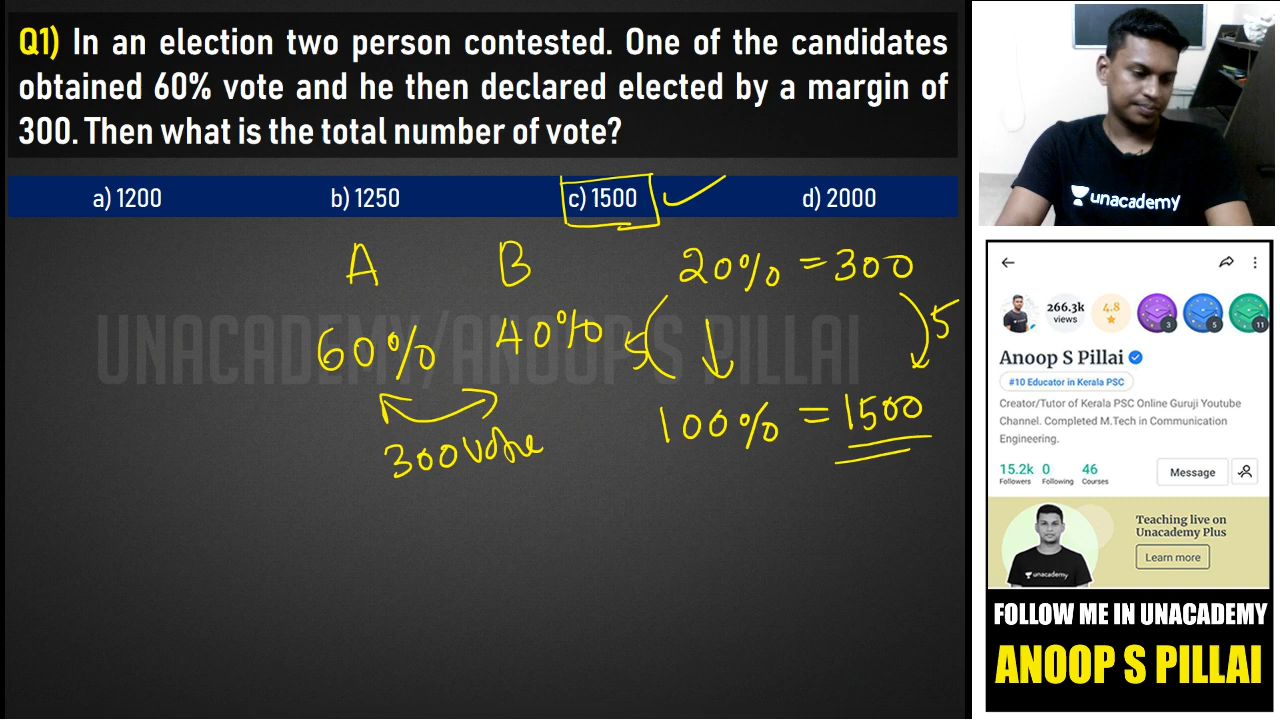 Q1) In an election two person contested. One of the candidates
obtained 60% vote and he then declared elected by a margin of
300. Then what is the total number of vote?
a) 1200 b) 1250 c) 1500 d) 2000
A B 20% = 300
60% 40% 5 5
300 vote 100% = 1500
UNACADEMY/ANOOP S PILLAI
unacademy
266.3k
views
4.8
3
5
11
Anoop S Pillai
#10 Educator in Kerala PSC
Creator/Tutor of Kerala PSC Online Guruji Youtube
Channel. Completed M.Tech in Communication
Engineering.
15.2k 0 46
Followers Following Courses
Message
Teaching live on
Unacademy Plus
Learn more
unacademy
FOLLOW ME IN UNACADEMY
ANOOP S PILLAI